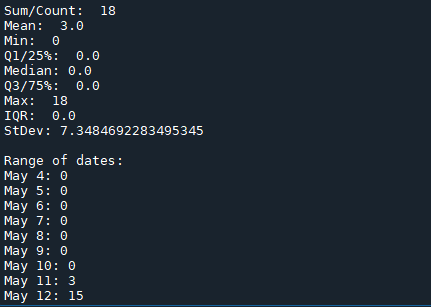 Sum/Count:  18
Mean:  3.0
Min:  0
Q1/25%:  0.0
Median: 0.0
Q3/75%:  0.0
Max:  18
IQR:  0.0
StDev: 7.3484692283495345

Range of dates:
May 4: 0
May 5: 0
May 6: 0
May 7: 0
May 8: 0
May 9: 0
May 10: 0
May 11: 3
May 12: 15